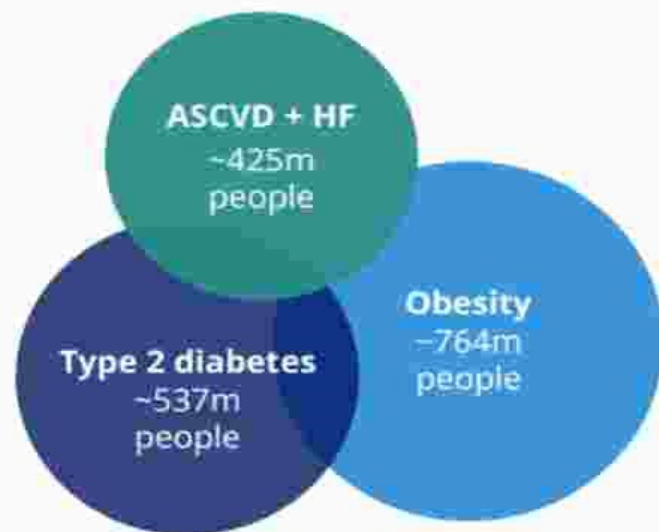 ASCVD + HF
~425m
people
Obesity
~764m
people
Type 2 diabetes
~537m
people